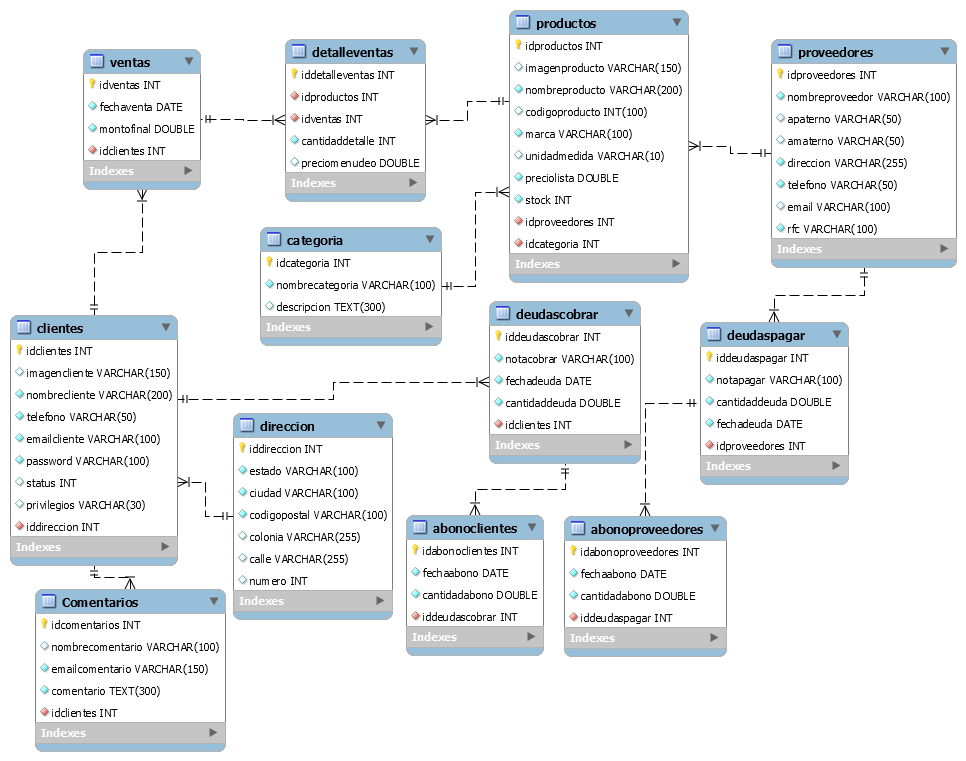 ventas
idventas INT
fechaventa DATE
montofinal DOUBLE
idclientes INT
Indexes
detalleventas
iddetalleventas INT
idproductos INT
idventas INT
cantidaddetalle INT
preciomenudeo DOUBLE
Indexes
productos
idproductos INT
imagenproducto VARCHAR(150)
nombreproducto VARCHAR(200)
codigoproducto INT(100)
marca VARCHAR(100)
unidadmedida VARCHAR(10)
preciolista DOUBLE
stock INT
idproveedores INT
idcategoria INT
Indexes
proveedores
idproveedores INT
nombreproveedor VARCHAR(100)
apaterno VARCHAR(50)
amaterno VARCHAR(50)
direccion VARCHAR(255)
telefono VARCHAR(50)
email VARCHAR(100)
rfc VARCHAR(100)
Indexes
categoria
idcategoria INT
nombrecategoria VARCHAR(100)
descripcion TEXT(300)
Indexes
clientes
idclientes INT
imagencliente VARCHAR(150)
nombrecliente VARCHAR(200)
telefono VARCHAR(50)
emailcliente VARCHAR(100)
password VARCHAR(100)
status INT
privilegios VARCHAR(30)
iddireccion INT
Indexes
direccion
iddireccion INT
estado VARCHAR(100)
ciudad VARCHAR(100)
codigopostal VARCHAR(100)
colonia VARCHAR(255)
calle VARCHAR(255)
numero INT
Indexes
deudascobrar
iddeudascobrar INT
notacobrar VARCHAR(100)
fechadeuda DATE
cantidaddeuda DOUBLE
idclientes INT
Indexes
deudaspagar
iddeudaspagar INT
notapagar VARCHAR(100)
cantidaddeuda DOUBLE
fechadeuda DATE
idproveedores INT
Indexes
abonoclientes
idabonoclientes INT
fechaabono DATE
cantidadabono DOUBLE
iddeudascobrar INT
Indexes
abonoproveedores
idabonoproveedores INT
fechaabono DATE
cantidadabono DOUBLE
iddeudaspagar INT
Indexes
Comentarios
idcomentarios INT
nombrecomentario VARCHAR(100)
emailcomentario VARCHAR(150)
comentario TEXT(300)
idclientes INT
Indexes